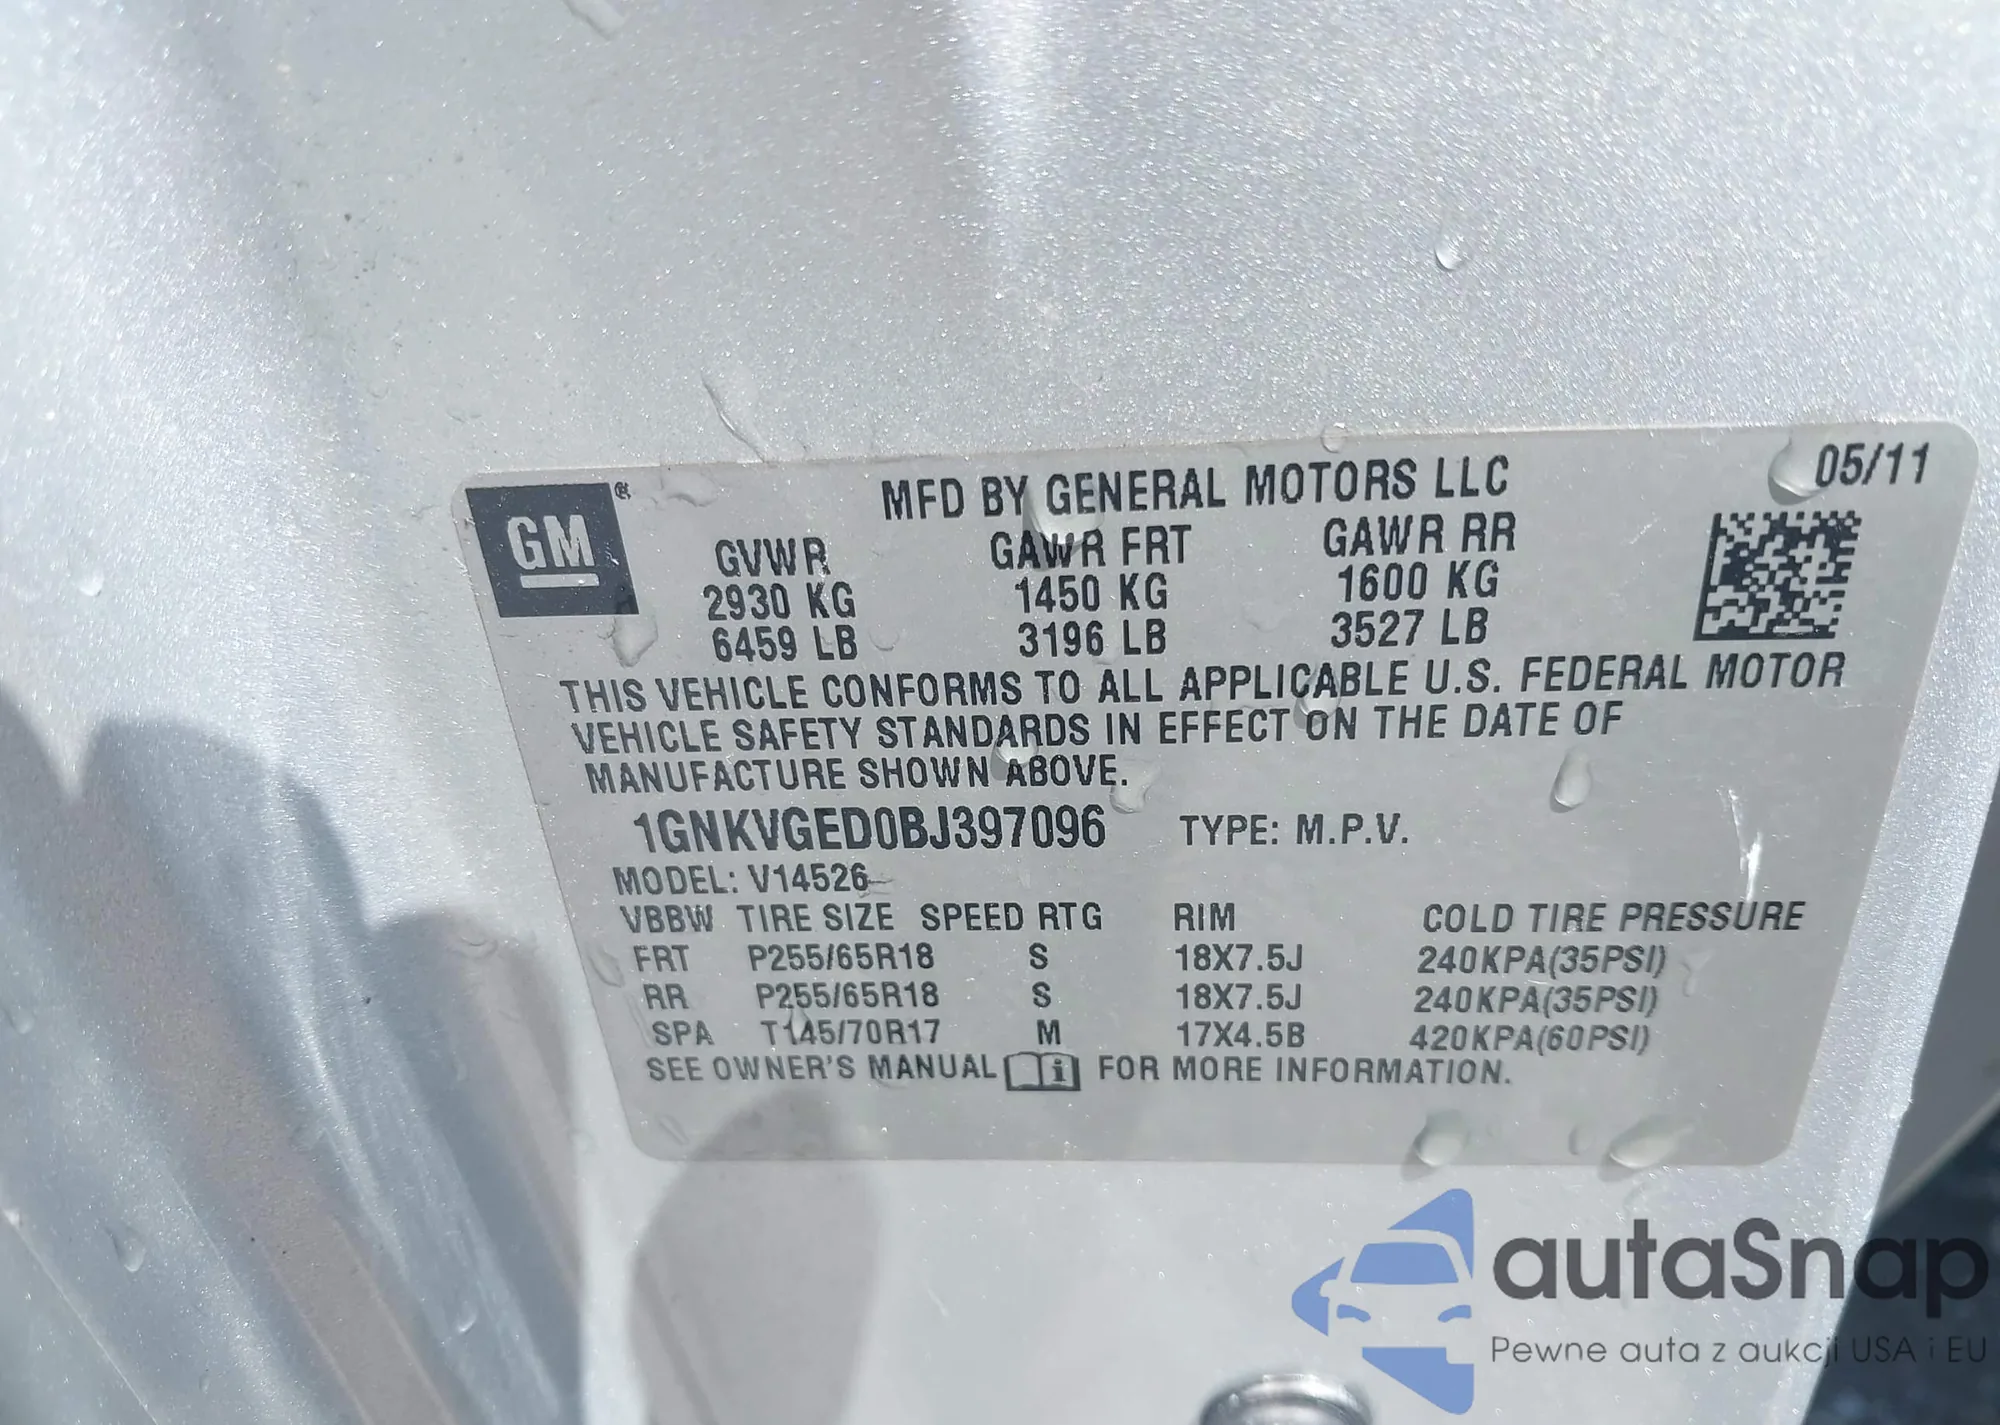 MFD BY GENERAL MOTORS LLC 05/11
GM®
GVWR GAWR FRT GAWR RR
2930 KG 1450 KG 1600 KG
6459 LB 3196 LB 3527 LB
THIS VEHICLE CONFORMS TO ALL APPLICABLE U.S. FEDERAL MOTOR
VEHICLE SAFETY STANDARDS IN EFFECT ON THE DATE OF
MANUFACTURE SHOWN ABOVE.
1GNKVGED0BJ397096 TYPE: M.P.V.
MODEL: V14526
VBBW TIRE SIZE SPEED RTG RIM COLD TIRE PRESSURE
FRT P255/65R18 S 18X7.5J 240KPA(35PSI)
RR P255/65R18 S 18X7.5J 240KPA(35PSI)
SPA T145/70R17 M 17X4.5B 420KPA(60PSI)
SEE OWNER'S MANUAL i FOR MORE INFORMATION.
autaSnap
Pewne auta z aukcji USA i EU